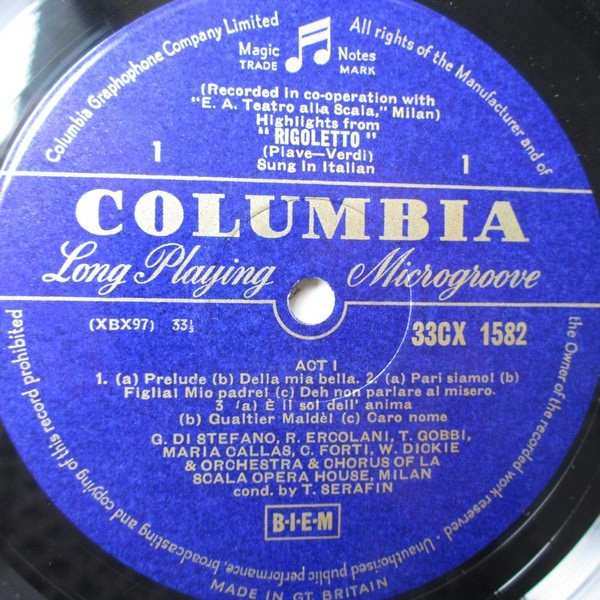 Columbia Graphophone Company Limited
All rights of the Manufacturer and of
the Owner of the recorded work reserved · Unauthorised public performance, broadcasting and copying of this record prohibited
Magic Notes
TRADE MARK
(Recorded in co-operation with
"E. A. Teatro alla Scala," Milan)
Highlights from
"RIGOLETTO"
(Piave—Verdi)
Sung in Italian
1 1
COLUMBIA
Long Playing Microgroove
(XBX97) 33⅓
33CX 1582
ACT I
1. (a) Prelude (b) Della mia bella. 2. (a) Pari siamo! (b)
Figlia! Mio padre! (c) Deh non parlare al misero.
3 (a) È il sol dell' anima
(b) Gualtier Maldè! (c) Caro nome
G. DI STEFANO, R. ERCOLANI, T. GOBBI,
MARIA CALLAS, C. FORTI, W. DICKIE
& ORCHESTRA & CHORUS OF LA
SCALA OPERA HOUSE, MILAN
cond. by T. SERAFIN
B·I·E·M
MADE IN GT. BRITAIN